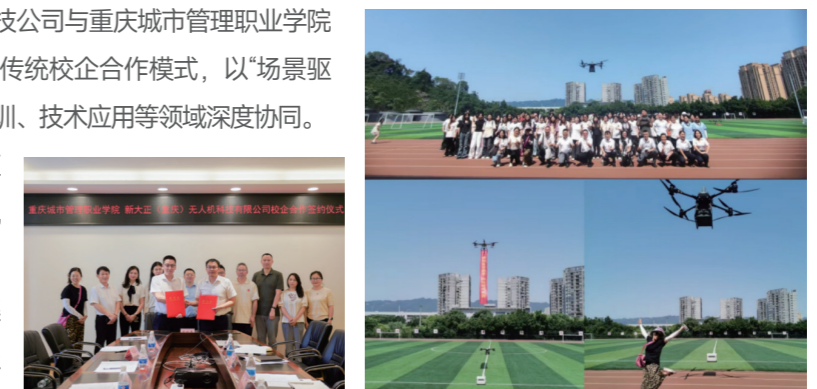 技公司与重庆城市管理职业学院
传统校企合作模式，以“场景驱
训、技术应用等领域深度协同。
重庆城市管理职业学院 新大正（重庆）无人机科技有限公司校企合作签约仪式